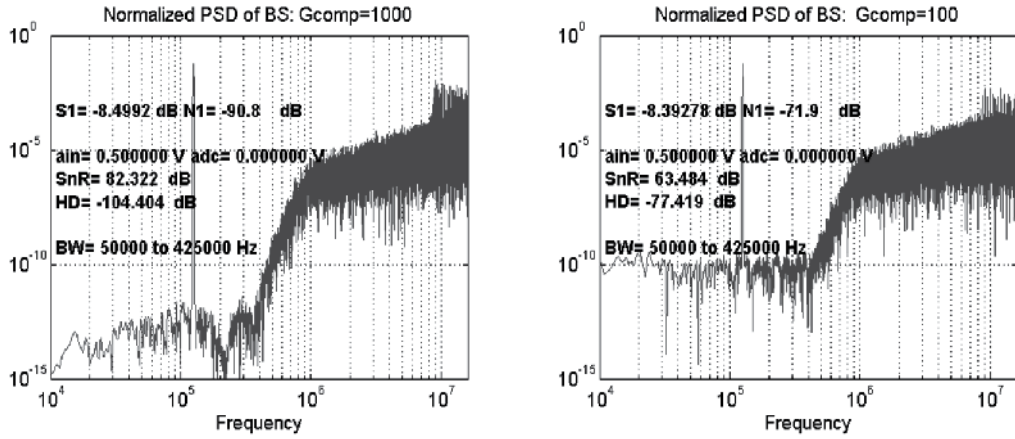 Normalized PSD of BS: Gcomp=1000
10^0
S1= -8.4992 dB N1= -90.8 dB
10^-5
ain= 0.500000 V adc= 0.000000 V
SnR= 82.322 dB
HD= -104.404 dB
BW= 50000 to 425000 Hz
10^-10
10^-15
10^4 10^5 10^6 10^7
Frequency
Normalized PSD of BS: Gcomp=100
10^0
S1= -8.39278 dB N1= -71.9 dB
10^-5
ain= 0.500000 V adc= 0.000000 V
SnR= 63.484 dB
HD= -77.419 dB
BW= 50000 to 425000 Hz
10^-10
10^-15
10^4 10^5 10^6 10^7
Frequency